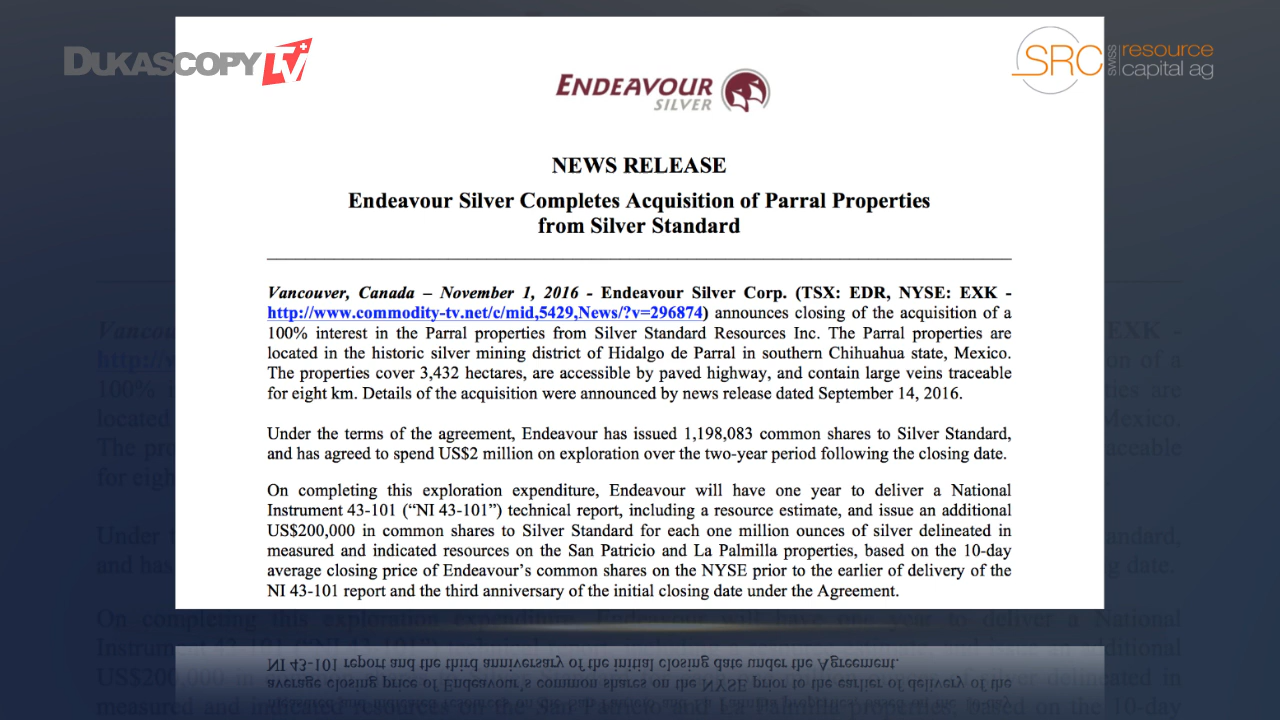 DUKASCOPY TV
SRC swiss resource capital ag
ENDEAVOUR
SILVER
NEWS RELEASE
Endeavour Silver Completes Acquisition of Parral Properties
from Silver Standard
Vancouver, Canada – November 1, 2016 - Endeavour Silver Corp. (TSX: EDR, NYSE: EXK -
http://www.commodity-tv.net/c/mid,5429,News/?v=296874) announces closing of the acquisition of a
100% interest in the Parral properties from Silver Standard Resources Inc. The Parral properties are
located in the historic silver mining district of Hidalgo de Parral in southern Chihuahua state, Mexico.
The properties cover 3,432 hectares, are accessible by paved highway, and contain large veins traceable
for eight km. Details of the acquisition were announced by news release dated September 14, 2016.
Under the terms of the agreement, Endeavour has issued 1,198,083 common shares to Silver Standard,
and has agreed to spend US$2 million on exploration over the two-year period following the closing date.
On completing this exploration expenditure, Endeavour will have one year to deliver a National
Instrument 43-101 (“NI 43-101”) technical report, including a resource estimate, and issue an additional
US$200,000 in common shares to Silver Standard for each one million ounces of silver delineated in
measured and indicated resources on the San Patricio and La Palmilla properties, based on the 10-day
average closing price of Endeavour’s common shares on the NYSE prior to the earlier of delivery of the
NI 43-101 report and the third anniversary of the initial closing date under the Agreement.